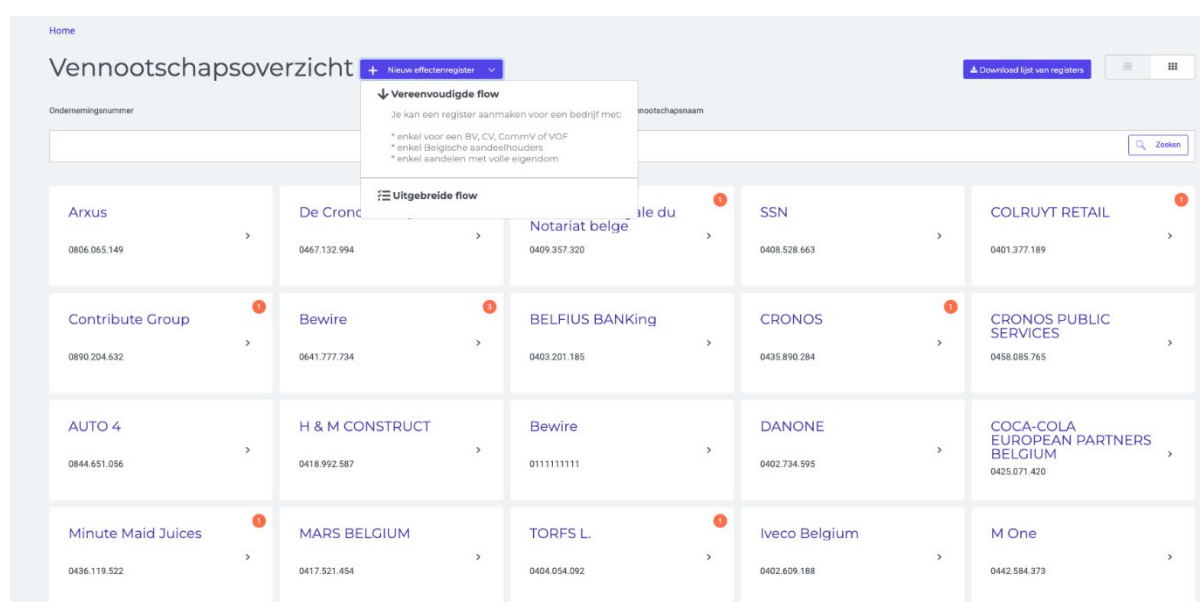 Home
Vennootschapsoverzicht
+ Nieuw effectenregister
Download lijst van registers
Vereenvoudigde flow
Je kan een register aanmaken voor een bedrijf met:
* enkel voor een BV, CV, CommV of VOF
* enkel Belgische aandeelhouders
* enkel aandelen met volle eigendom
Uitgebreide flow
Ondernemingsnummer
nnootschapsnaam
Zoeken
Arxus
0806.065.149
De Crono
0467.132.994
ale du
Notariat belge
0409.357.320
1
SSN
0408.528.663
COLRUYT RETAIL
0401.377.189
1
Contribute Group
0890.204.632
1
Bewire
0641.777.734
3
BELFIUS BANKing
0403.201.185
CRONOS
0435.890.284
1
CRONOS PUBLIC
SERVICES
0458.085.765
AUTO 4
0844.651.056
H & M CONSTRUCT
0418.992.587
Bewire
0111111111
DANONE
0402.734.595
COCA-COLA
EUROPEAN PARTNERS
BELGIUM
0425.071.420
Minute Maid Juices
0436.119.522
1
MARS BELGIUM
0417.521.454
TORFS L.
0404.054.092
1
Iveco Belgium
0402.609.188
M One
0442.584.373